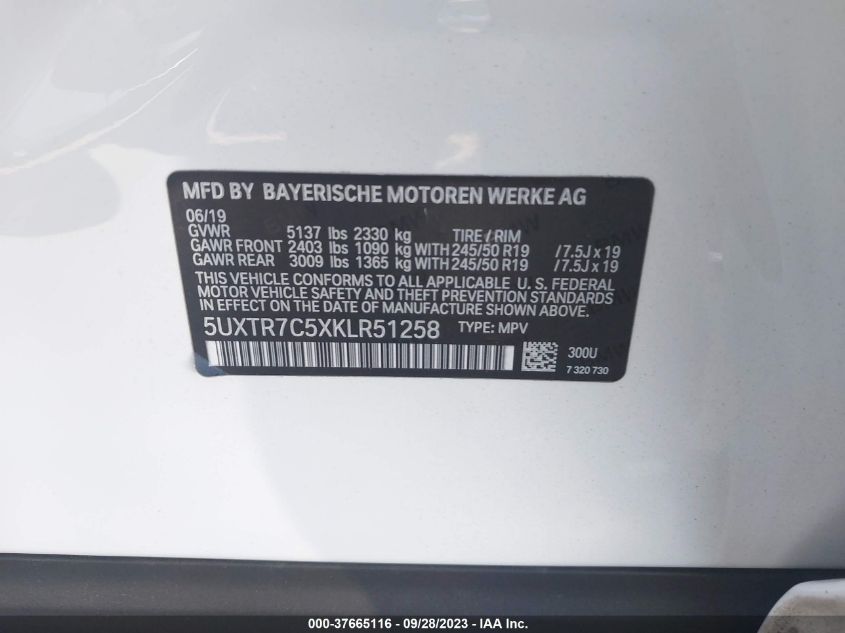 MFD BY BAYERISCHE MOTOREN WERKE AG
06/19
GVWR 5137 lbs 2330 kg TIRE / RIM
GAWR FRONT 2403 lbs 1090 kg WITH 245/50 R19 / 7.5J x 19
GAWR REAR 3009 lbs 1365 kg WITH 245/50 R19 / 7.5J x 19
THIS VEHICLE CONFORMS TO ALL APPLICABLE U. S. FEDERAL
MOTOR VEHICLE SAFETY AND THEFT PREVENTION STANDARDS
IN EFFECT ON THE DATE OF MANUFACTURE SHOWN ABOVE.
5UXTR7C5XKLR51258 TYPE: MPV
300U
7 320 730
000-37665116 - 09/28/2023 - IAA Inc.